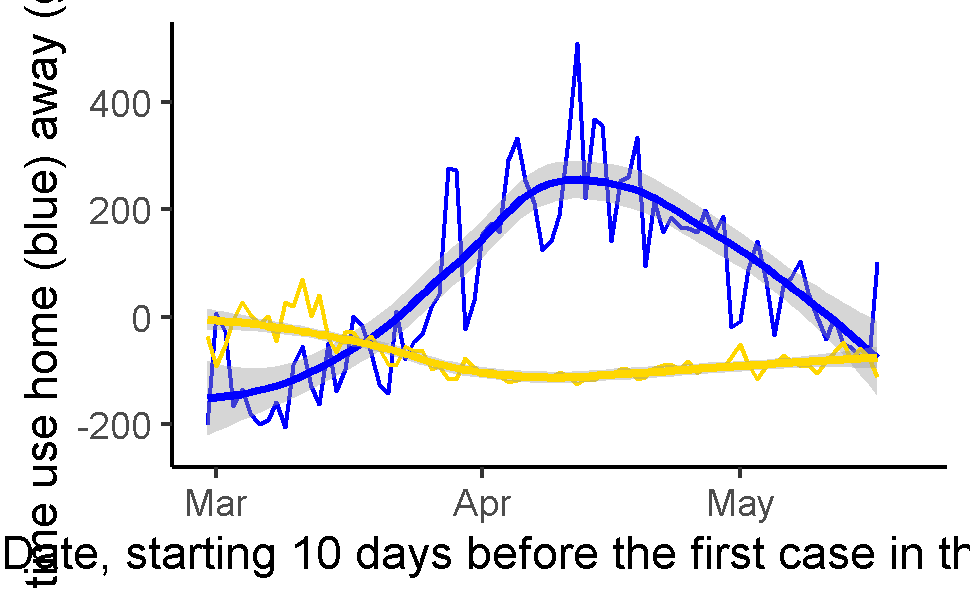 time use home (blue) away (
400
200
0
-200
Mar Apr May
Date, starting 10 days before the first case in th